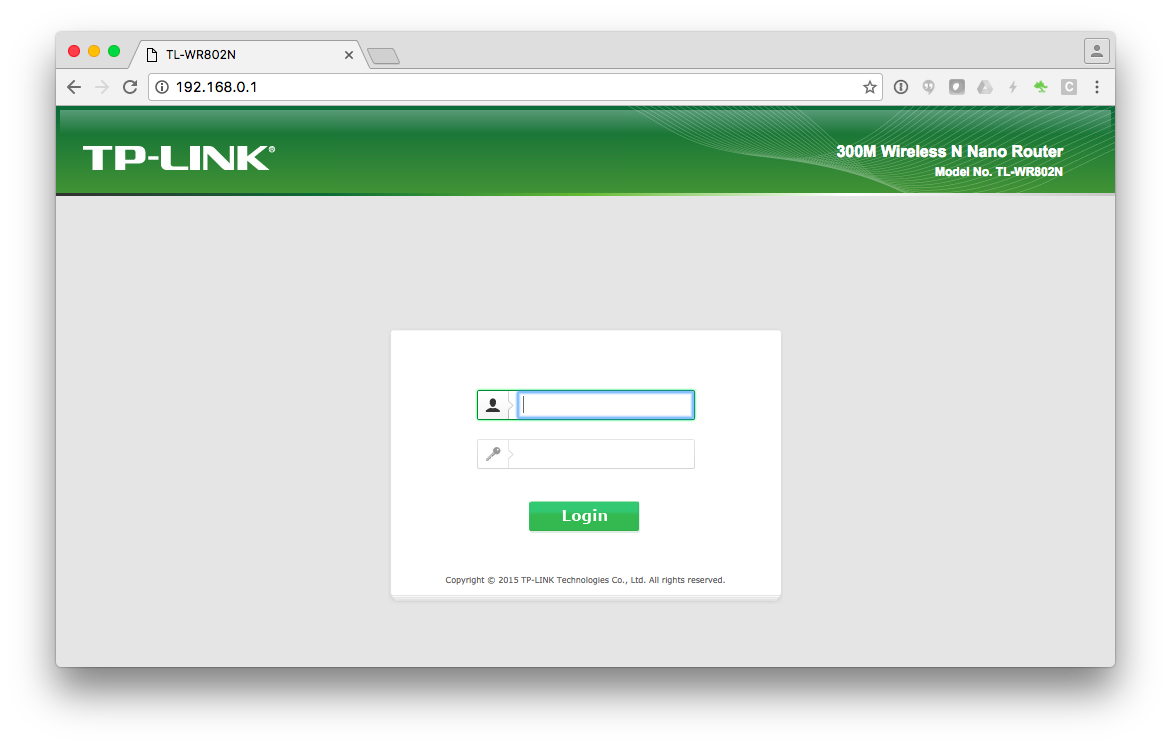 TL-WR802N
192.168.0.1
C
TP-LINK®
300M Wireless N Nano Router
Model No. TL-WR802N
Login
Copyright © 2015 TP-LINK Technologies Co., Ltd. All rights reserved.